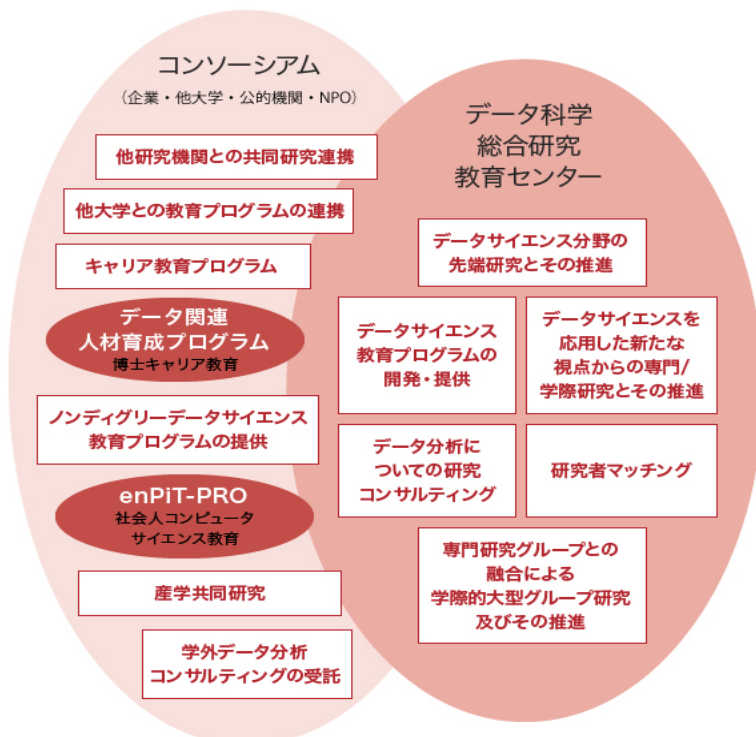 コンソーシアム
(企業・他大学・公的機関・NPO)
他研究機関との共同研究連携
他大学との教育プログラムの連携
キャリア教育プログラム
データ関連
人材育成プログラム
博士キャリア教育
ノンディグリーデータサイエンス
教育プログラムの提供
enPiT-PRO
社会人コンピュータ
サイエンス教育
産学共同研究
学外データ分析
コンサルティングの受託
データ科学
総合研究
教育センター
データサイエンス分野の
先端研究とその推進
データサイエンス
教育プログラムの
開発・提供
データサイエンスを
応用した新たな
視点からの専門/
学際研究とその推進
データ分析に
ついての研究
コンサルティング
研究者マッチング
専門研究グループとの
融合による
学際的大型グループ研究
及びその推進